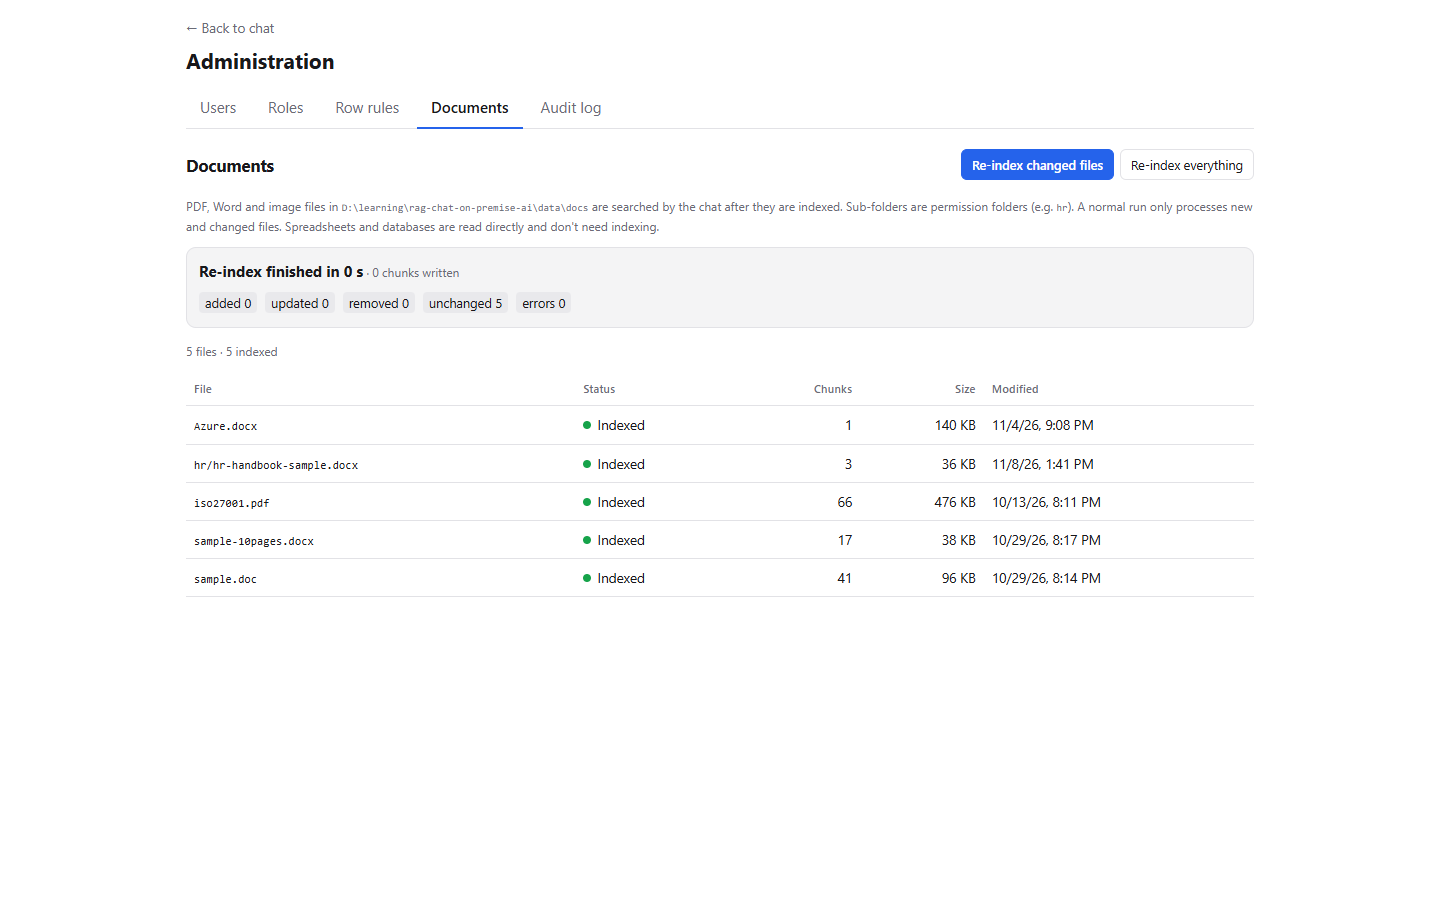 ← Back to chat
Administration
Users Roles Row rules Documents Audit log
Documents Re-index changed files Re-index everything
PDF, Word and image files in D:\learning\rag-chat-on-premise-ai\data\docs are searched by the chat after they are indexed. Sub-folders are permission folders (e.g. hr). A normal run only processes new
and changed files. Spreadsheets and databases are read directly and don't need indexing.
Re-index finished in 0 s · 0 chunks written
added 0 updated 0 removed 0 unchanged 5 errors 0
5 files · 5 indexed
File Status Chunks Size Modified
Azure.docx Indexed 1 140 KB 11/4/26, 9:08 PM
hr/hr-handbook-sample.docx Indexed 3 36 KB 11/8/26, 1:41 PM
iso27001.pdf Indexed 66 476 KB 10/13/26, 8:11 PM
sample-10pages.docx Indexed 17 38 KB 10/29/26, 8:17 PM
sample.doc Indexed 41 96 KB 10/29/26, 8:14 PM